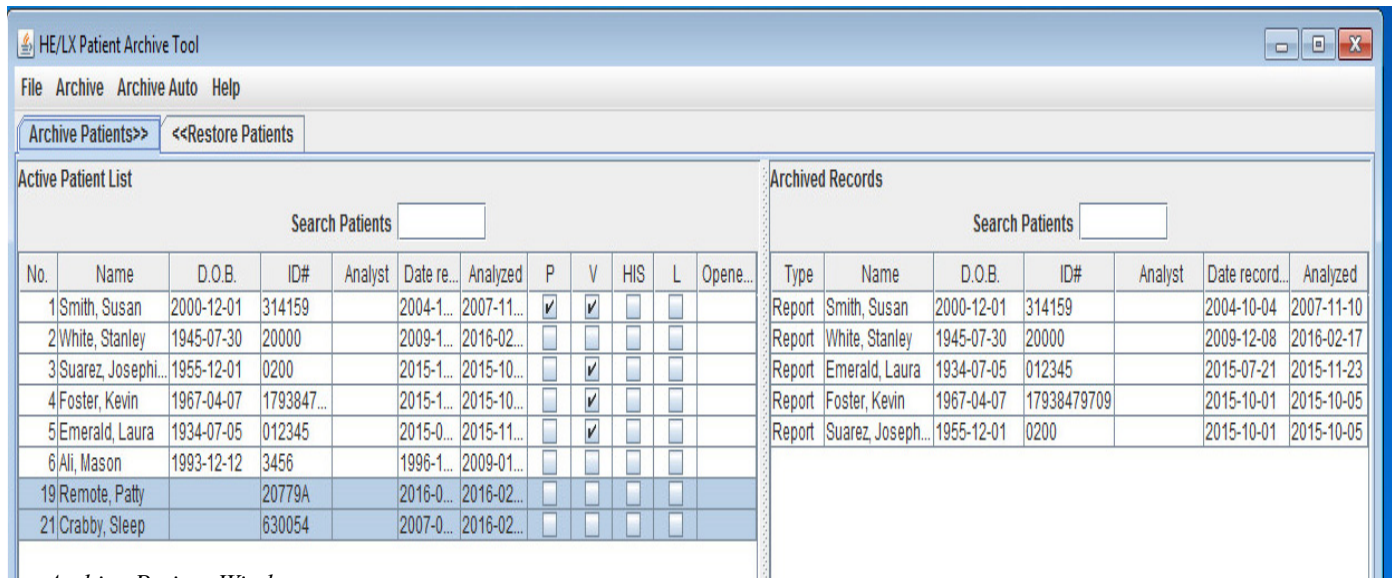 HE/LX Patient Archive Tool
File Archive Archive Auto Help
Archive Patients>> <<Restore Patients
Active Patient List
Search Patients
No. Name D.O.B. ID# Analyst Date re... Analyzed P V HIS L Opene...
1 Smith, Susan 2000-12-01 314159 2004-1... 2007-11...
2 White, Stanley 1945-07-30 20000 2009-1... 2016-02...
3 Suarez, Josephi... 1955-12-01 0200 2015-1... 2015-10...
4 Foster, Kevin 1967-04-07 1793847... 2015-1... 2015-10...
5 Emerald, Laura 1934-07-05 012345 2015-0... 2015-11...
6 Ali, Mason 1993-12-12 3456 1996-1... 2009-01...
19 Remote, Patty 20779A 2016-0... 2016-02...
21 Crabby, Sleep 630054 2007-0... 2016-02...
Archived Records
Search Patients
Type Name D.O.B. ID# Analyst Date record... Analyzed
Report Smith, Susan 2000-12-01 314159 2004-10-04 2007-11-10
Report White, Stanley 1945-07-30 20000 2009-12-08 2016-02-17
Report Emerald, Laura 1934-07-05 012345 2015-07-21 2015-11-23
Report Foster, Kevin 1967-04-07 17938479709 2015-10-01 2015-10-05
Report Suarez, Joseph... 1955-12-01 0200 2015-10-01 2015-10-05